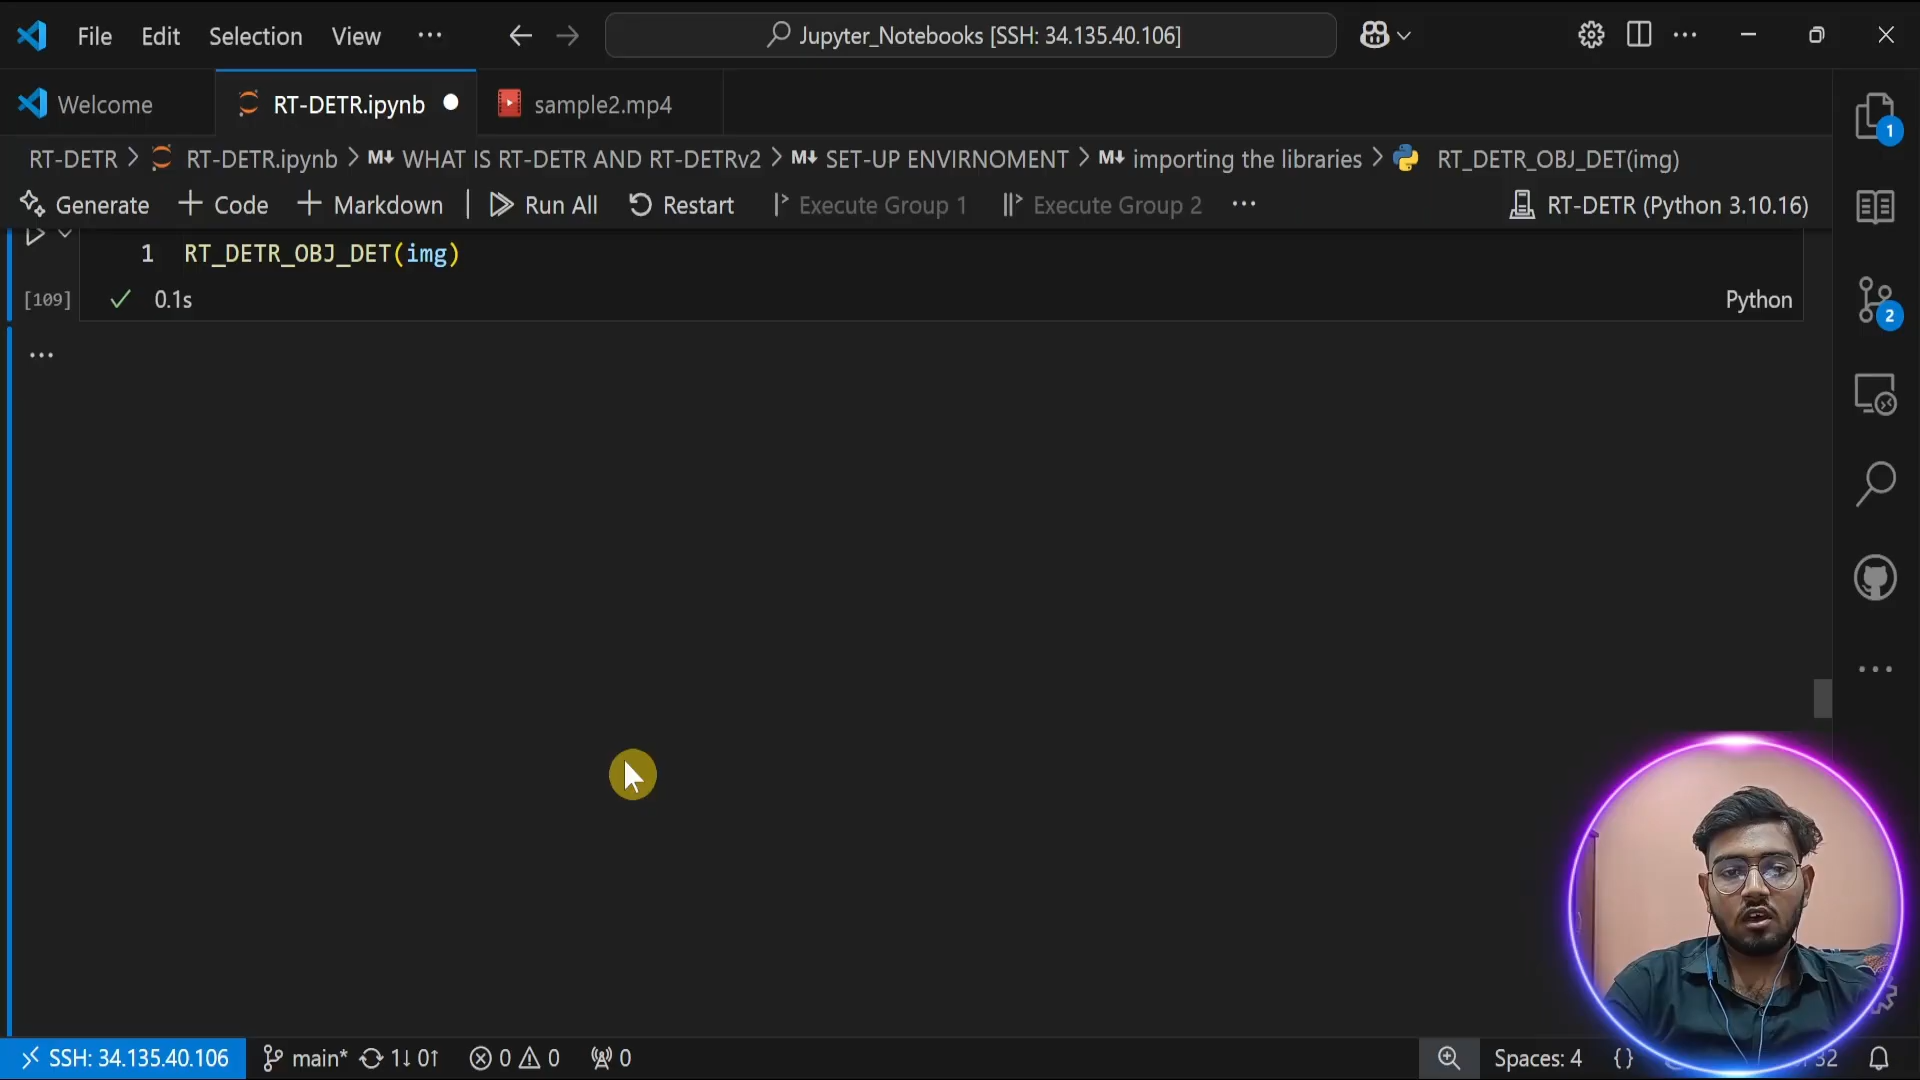 File Edit Selection View ...
Jupyter_Notebooks [SSH: 34.135.40.106]
Welcome
RT-DETR.ipynb
sample2.mp4
RT-DETR > RT-DETR.ipynb > M↓ WHAT IS RT-DETR AND RT-DETRv2 > M↓ SET-UP ENVIRNOMENT > M↓ importing the libraries > RT_DETR_OBJ_DET(img)
Generate + Code + Markdown | Run All Restart Execute Group 1 Execute Group 2 ... RT-DETR (Python 3.10.16)
1 RT_DETR_OBJ_DET(img)
[109] ✓ 0.1s Python
...
1
2
SSH: 34.135.40.106 main* 1↓ 0↑ 0 0 0 Spaces: 4 {} 32